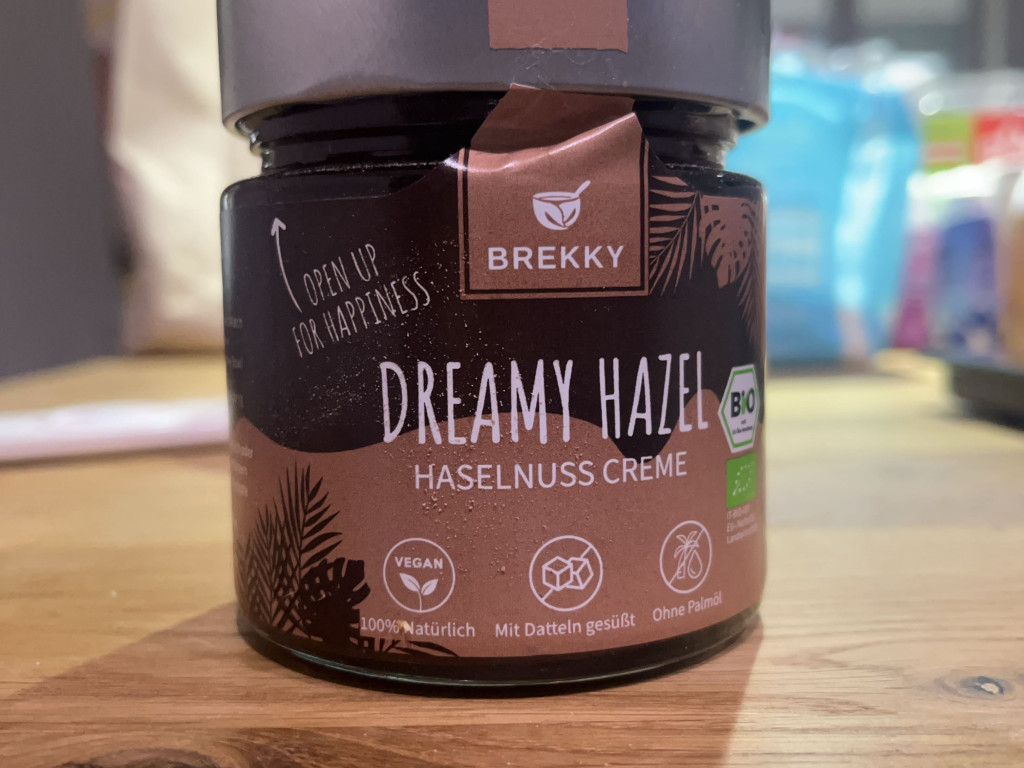 BREKKY
OPEN UP
FOR HAPPINESS
DREAMY HAZEL
HASELNUSS CREME
BiO
VEGAN
100% Natürlich
Mit Datteln gesüßt
Ohne Palmöl